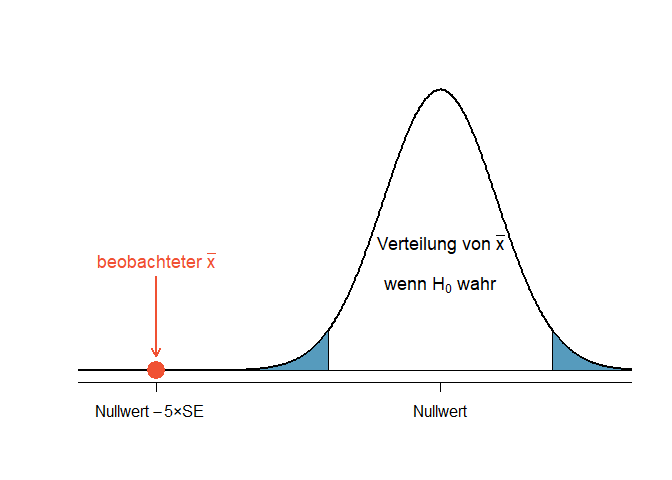 Verteilung von x̅
beobachteter x̅
wenn H₀ wahr
Nullwert – 5×SE
Nullwert